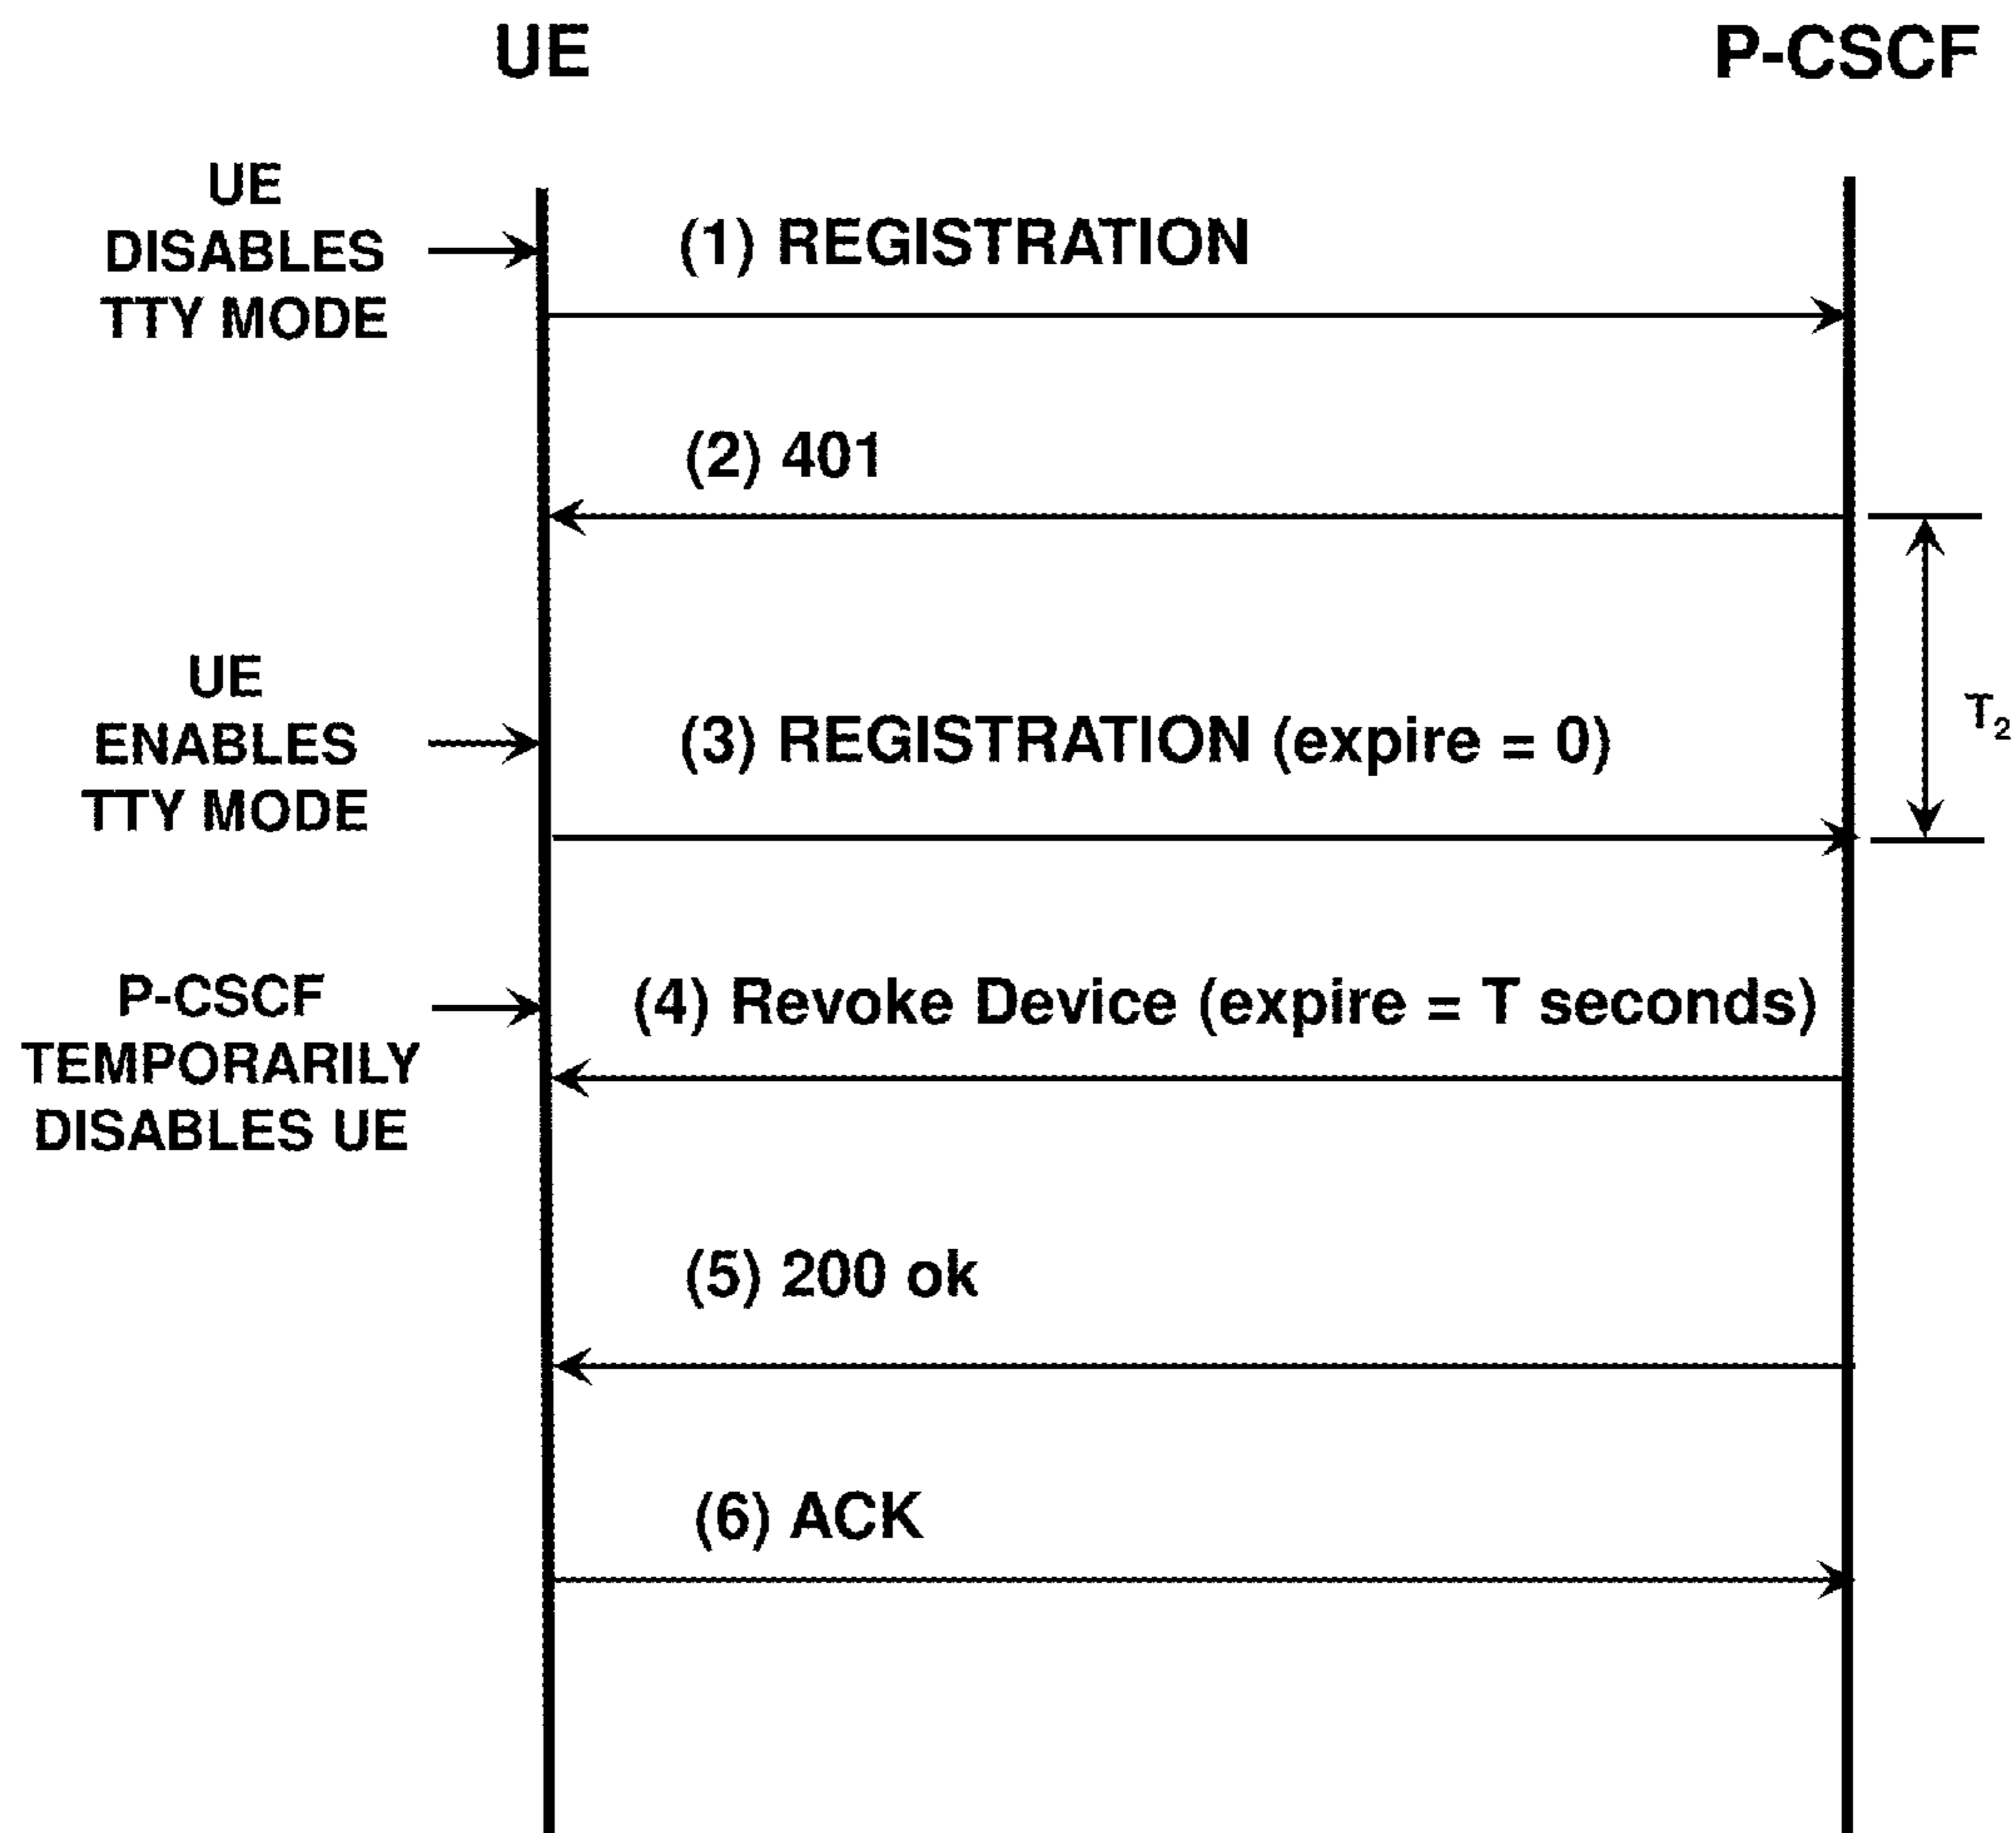 UE
P-CSCF
UE
DISABLES
TTY MODE
(1) REGISTRATION
(2) 401
UE
ENABLES
TTY MODE
(3) REGISTRATION (expire = 0)
T2
P-CSCF
TEMPORARILY
DISABLES UE
(4) Revoke Device (expire = T seconds)
(5) 200 ok
(6) ACK